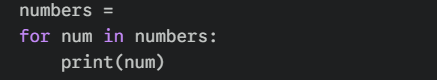 numbers =
for num in numbers:
    print(num)